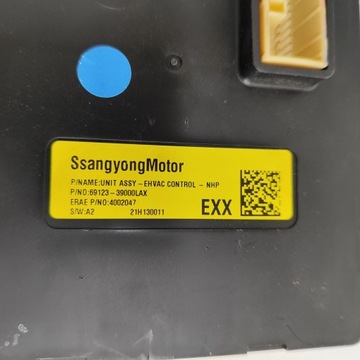 SsangyongMotor
P/NAME:UNIT ASSY-EHVAC CONTROL - NHP
P/NO:69123-39000LAX
ERAE P/NO:4002047
S/W:A2 21H130011 EXX